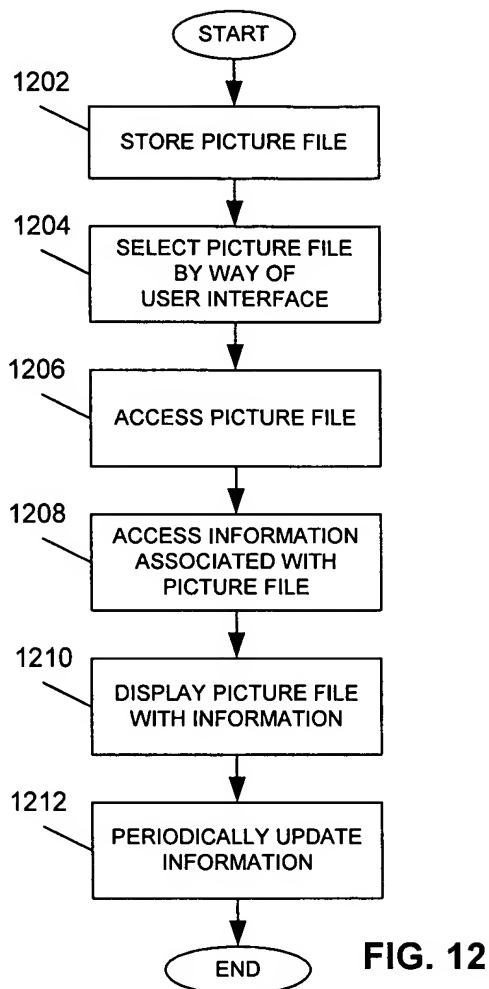 START
1202
STORE PICTURE FILE
1204
SELECT PICTURE FILE
BY WAY OF
USER INTERFACE
1206
ACCESS PICTURE FILE
1208
ACCESS INFORMATION
ASSOCIATED WITH
PICTURE FILE
1210
DISPLAY PICTURE FILE
WITH INFORMATION
1212
PERIODICALLY UPDATE
INFORMATION
END
FIG. 12